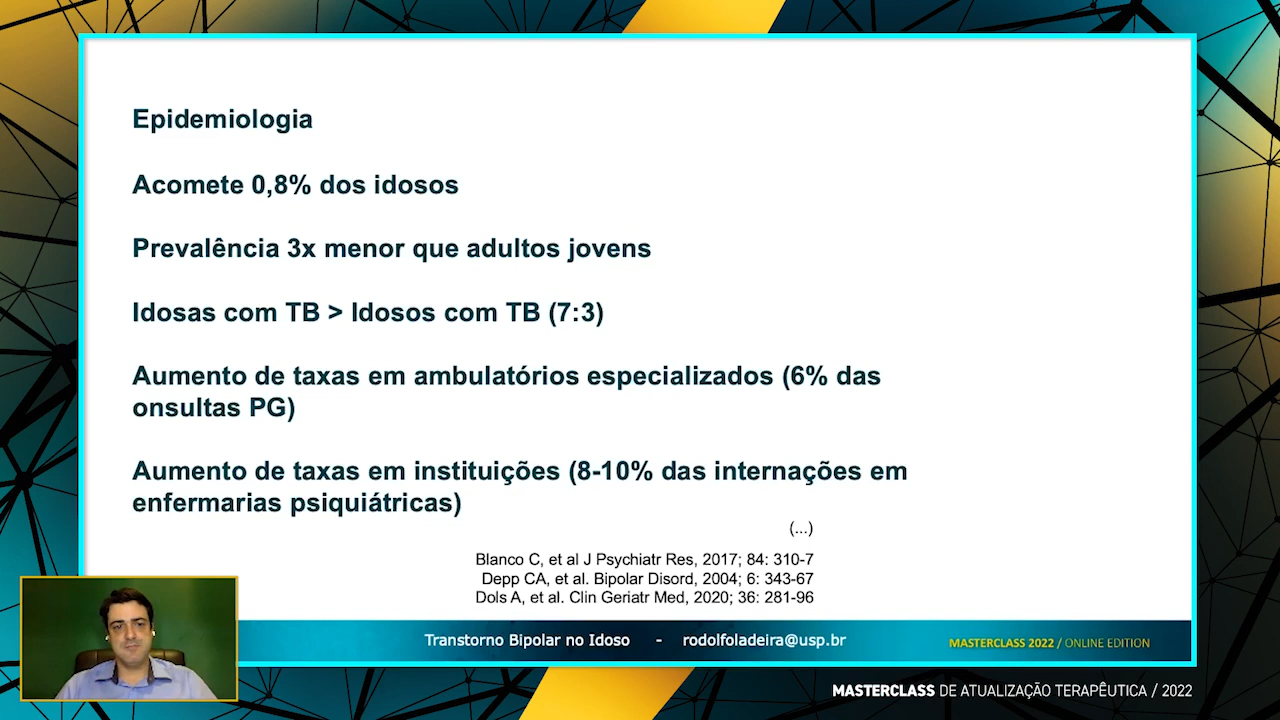 Epidemiologia
Acomete 0,8% dos idosos
Prevalência 3x menor que adultos jovens
Idosas com TB > Idosos com TB (7:3)
Aumento de taxas em ambulatórios especializados (6% das
onsultas PG)
Aumento de taxas em instituições (8-10% das internações em
enfermarias psiquiátricas)
(...)
Blanco C, et al J Psychiatr Res, 2017; 84: 310-7
Depp CA, et al. Bipolar Disord, 2004; 6: 343-67
Dols A, et al. Clin Geriatr Med, 2020; 36: 281-96
Transtorno Bipolar no Idoso - rodolfoladeira@usp.br
MASTERCLASS 2022 / ONLINE EDITION
MASTERCLASS DE ATUALIZAÇÃO TERAPÊUTICA / 2022